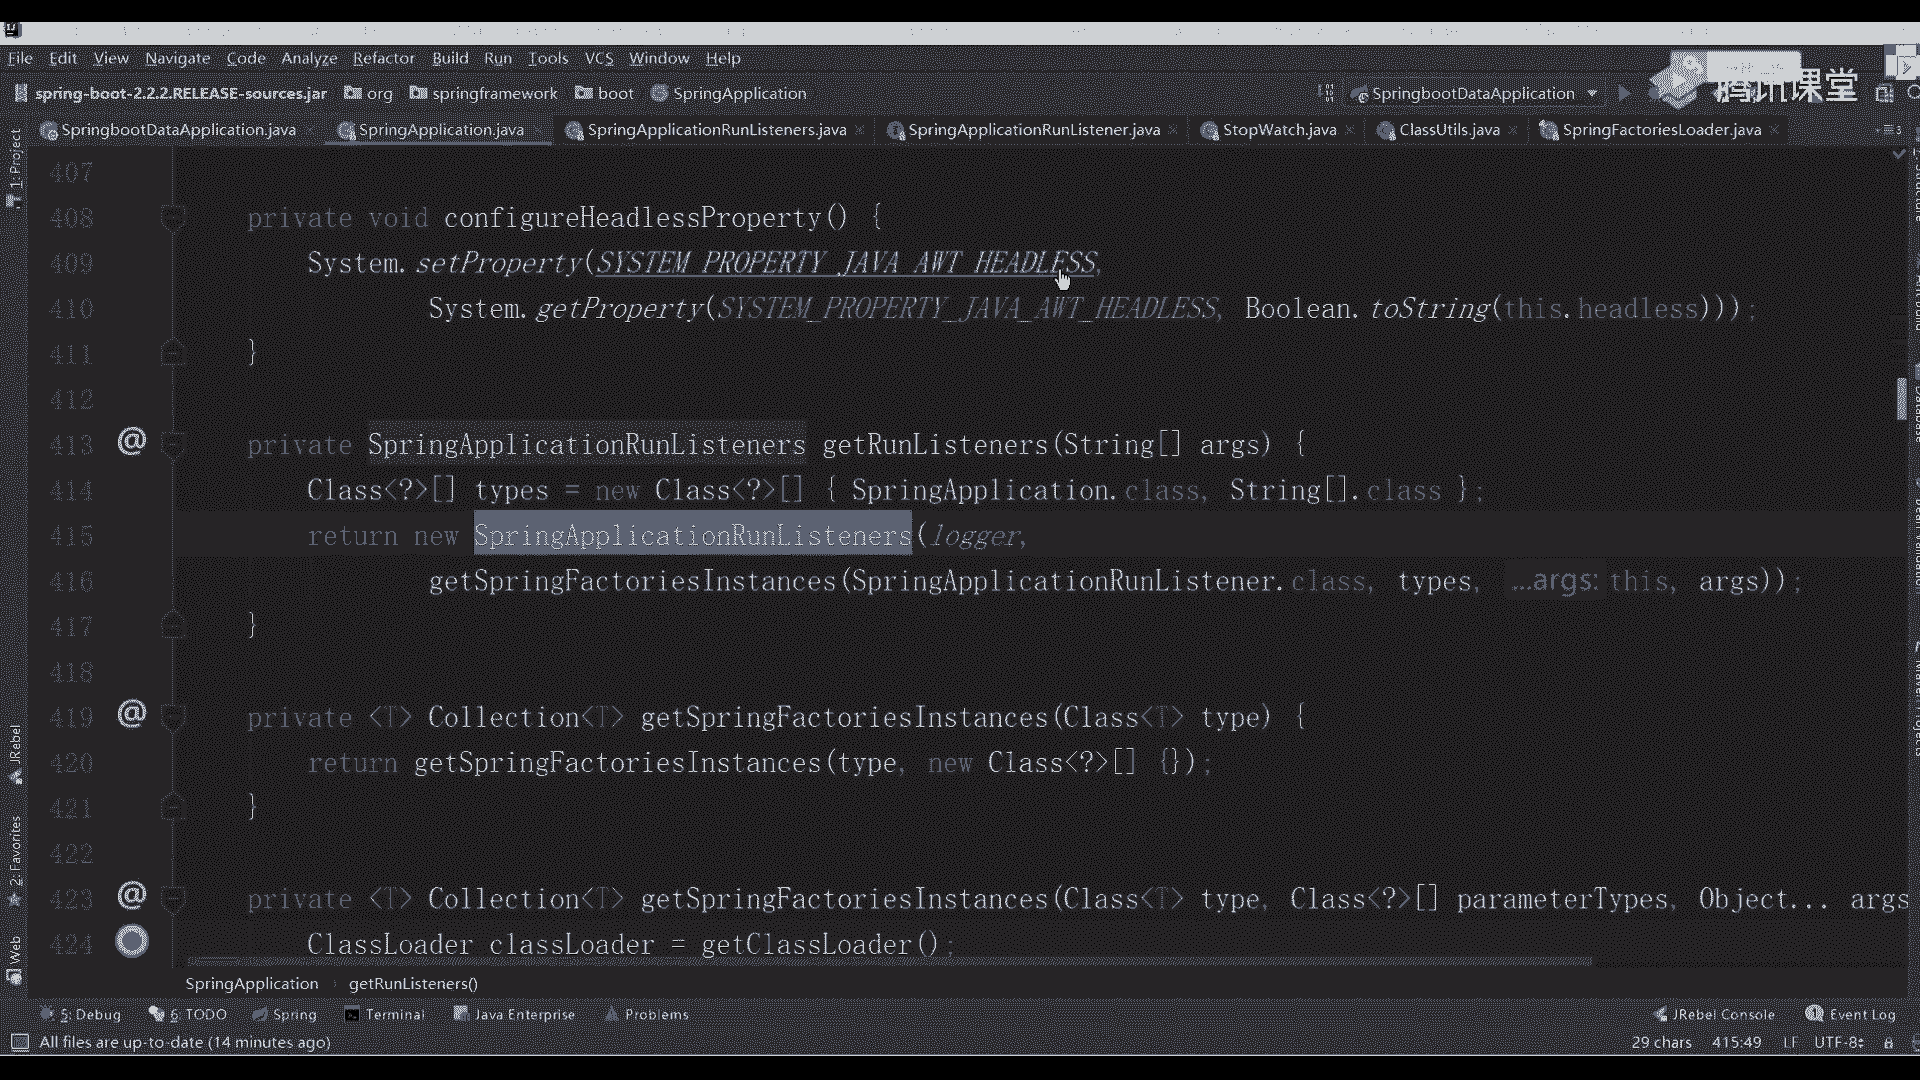 File Edit View Navigate Code Analyze Refactor Build Run Tools VCS Window Help
spring-boot-2.2.2.RELEASE-sources.jar org springframework boot SpringApplication SpringbootDataApplication
腾讯课堂
SpringbootDataApplication.java SpringApplication.java SpringApplicationRunListeners.java SpringApplicationRunListener.java StopWatch.java ClassUtils.java SpringFactoriesLoader.java
1: Project
407
408 private void configureHeadlessProperty() {
409 System.setProperty(SYSTEM_PROPERTY_JAVA_AWT_HEADLESS,
410 System.getProperty(SYSTEM_PROPERTY_JAVA_AWT_HEADLESS, Boolean.toString(this.headless)));
411 }
412
413 private SpringApplicationRunListeners getRunListeners(String[] args) {
414 Class<?>[] types = new Class<?>[] { SpringApplication.class, String[].class };
415 return new SpringApplicationRunListeners(logger,
416 getSpringFactoriesInstances(SpringApplicationRunListener.class, types, ...args: this, args));
417 }
418
419 private <T> Collection<T> getSpringFactoriesInstances(Class<T> type) {
420 return getSpringFactoriesInstances(type, new Class<?>[] {});
421 }
422
423 private <T> Collection<T> getSpringFactoriesInstances(Class<T> type, Class<?>[] parameterTypes, Object... args
424 ClassLoader classLoader = getClassLoader();
JRebel
2: Favorites
Web
SpringApplication getRunListeners()
5: Debug 6: TODO Spring Terminal Java Enterprise Problems JRebel Console Event Log
All files are up-to-date (14 minutes ago) 29 chars 415:49 LF UTF-8